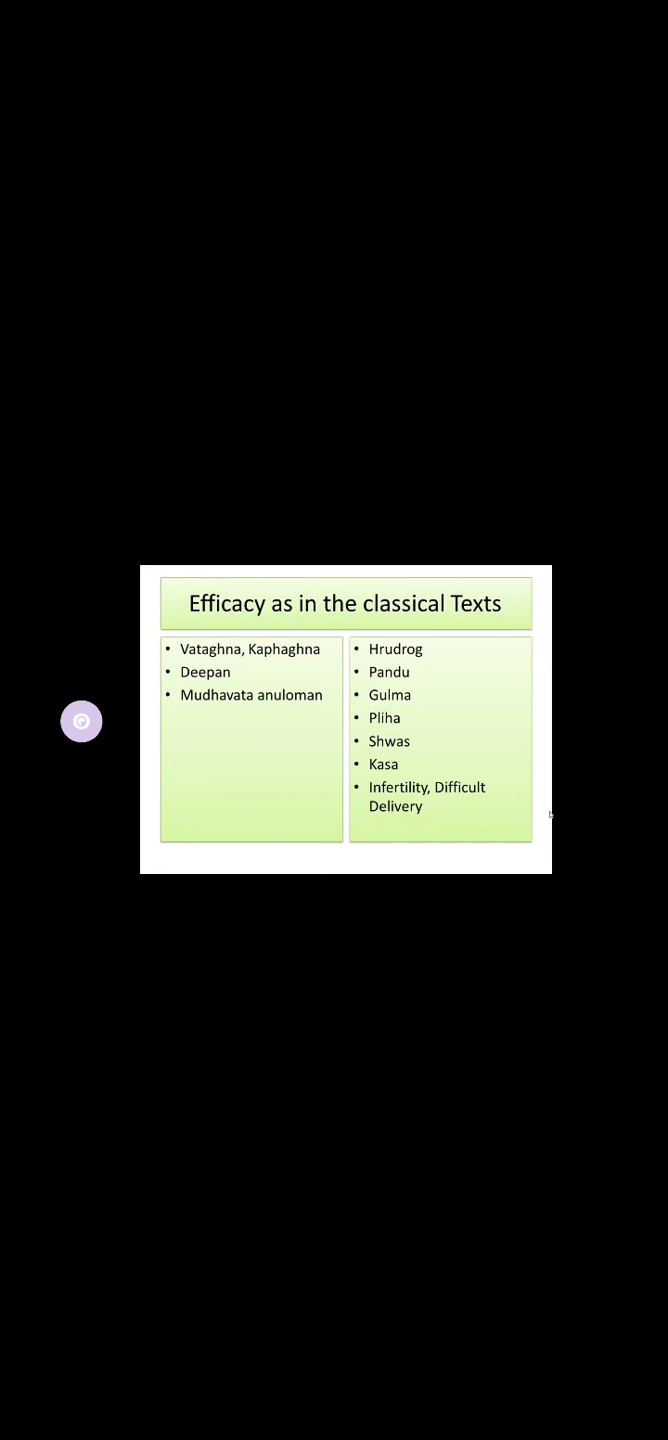 Efficacy as in the classical Texts
• Vataghna, Kaphaghna
• Deepan
• Mudhavata anuloman
• Hrudrog
• Pandu
• Gulma
• Pliha
• Shwas
• Kasa
• Infertility, Difficult
Delivery